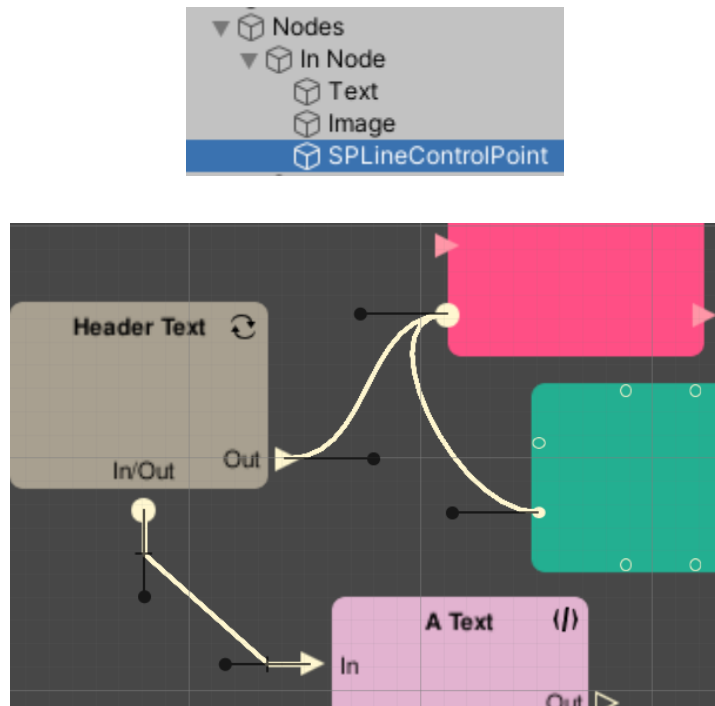 Nodes
In Node
Text
Image
SPLineControlPoint
Header Text
Out
In/Out
A Text
In
Out